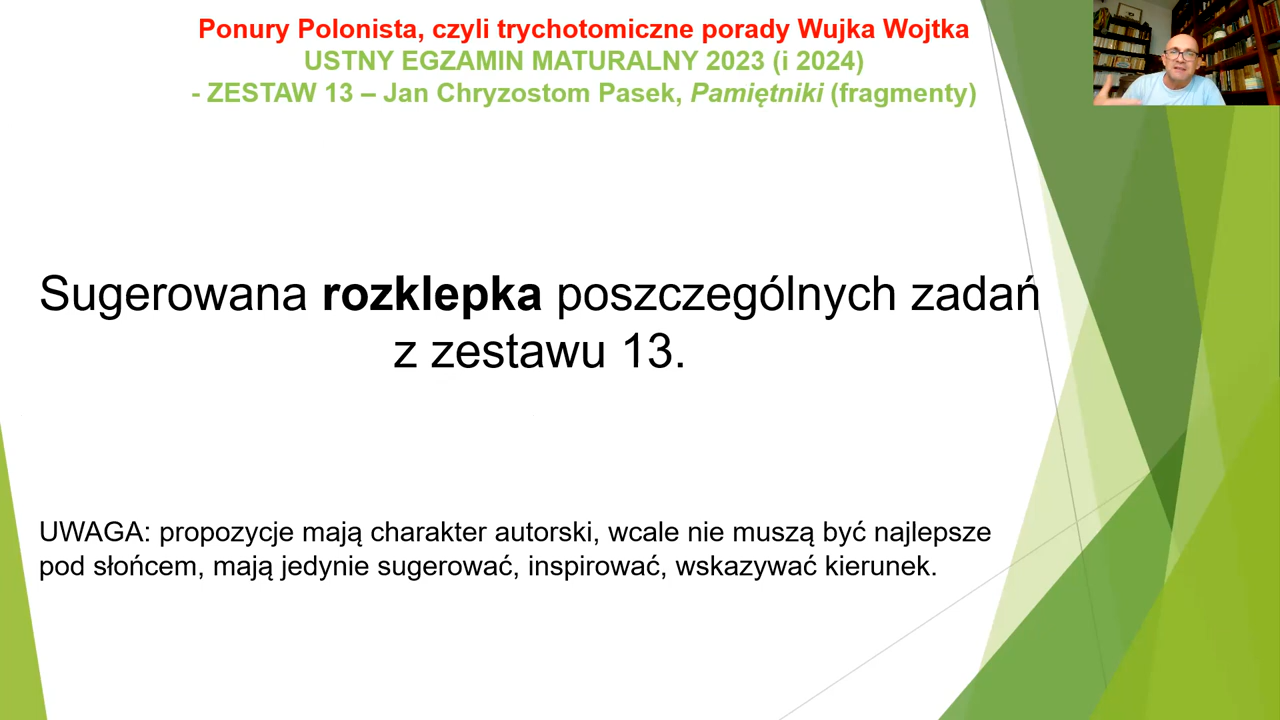 Ponury Polonista, czyli trychotomiczne porady Wujka Wojtka
USTNY EGZAMIN MATURALNY 2023 (i 2024)
- ZESTAW 13 – Jan Chryzostom Pasek, Pamiętniki (fragmenty)
Sugerowana rozklepka poszczególnych zadań
z zestawu 13.
UWAGA: propozycje mają charakter autorski, wcale nie muszą być najlepsze
pod słońcem, mają jedynie sugerować, inspirować, wskazywać kierunek.